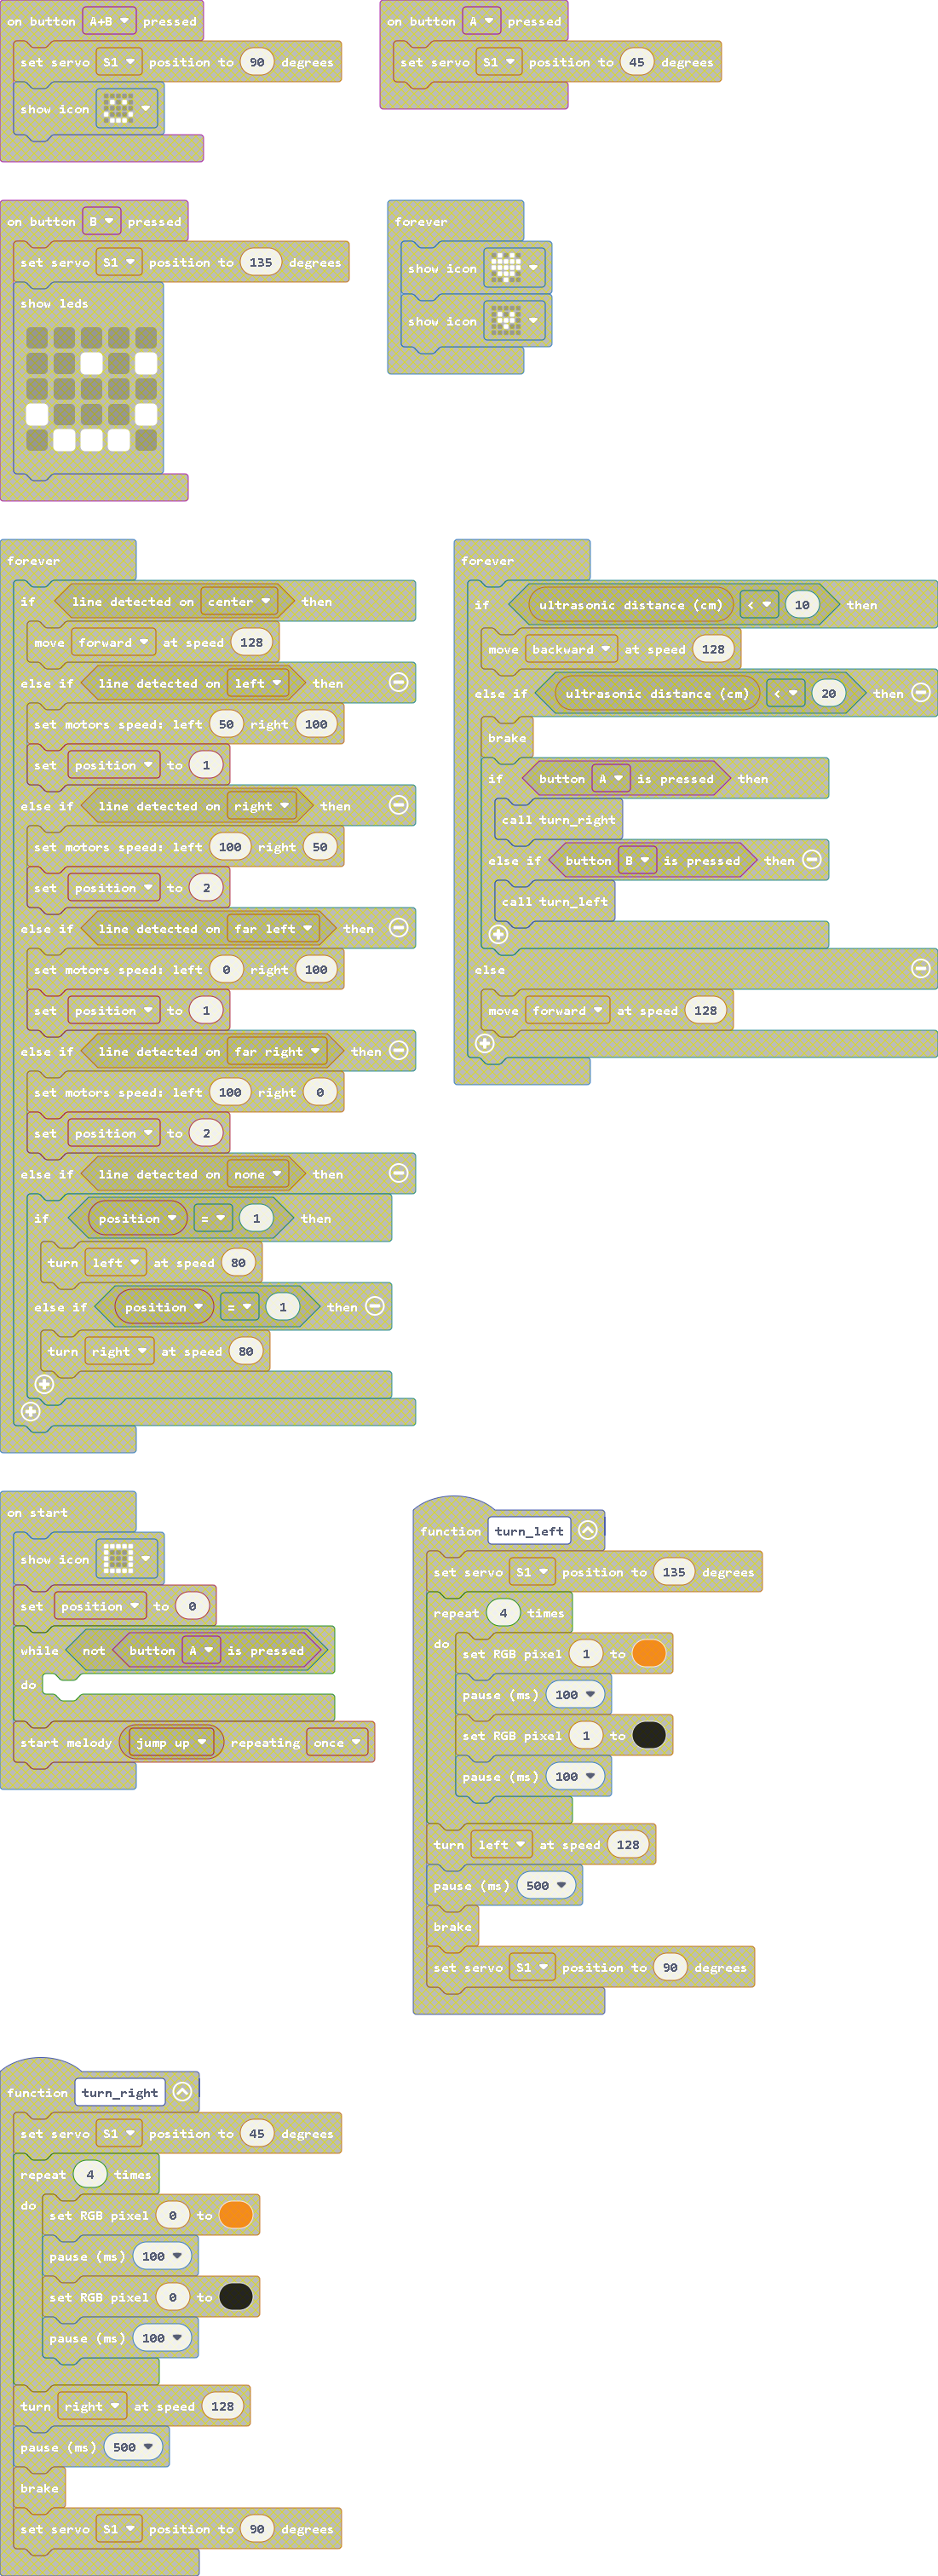 on button A+B pressed
set servo S1 position to 90 degrees
show icon
on button A pressed
set servo S1 position to 45 degrees
on button B pressed
set servo S1 position to 135 degrees
show leds
forever
show icon
show icon
forever
if line detected on center then
move forward at speed 128
else if line detected on left then
set motors speed: left 50 right 100
set position to 1
else if line detected on right then
set motors speed: left 100 right 50
set position to 2
else if line detected on far left then
set motors speed: left 0 right 100
set position to 1
else if line detected on far right then
set motors speed: left 100 right 0
set position to 2
else if line detected on none then
if position = 1 then
turn left at speed 80
else if position = 1 then
turn right at speed 80
forever
if ultrasonic distance (cm) < 10 then
move backward at speed 128
else if ultrasonic distance (cm) < 20 then
brake
if button A is pressed then
call turn_right
else if button B is pressed then
call turn_left
else
move forward at speed 128
on start
show icon
set position to 0
while not button A is pressed
do
start melody jump up repeating once
function turn_left
set servo S1 position to 135 degrees
repeat 4 times
do set RGB pixel 1 to
pause (ms) 100
set RGB pixel 1 to
pause (ms) 100
turn left at speed 128
pause (ms) 500
brake
set servo S1 position to 90 degrees
function turn_right
set servo S1 position to 45 degrees
repeat 4 times
do set RGB pixel 0 to
pause (ms) 100
set RGB pixel 0 to
pause (ms) 100
turn right at speed 128
pause (ms) 500
brake
set servo S1 position to 90 degrees